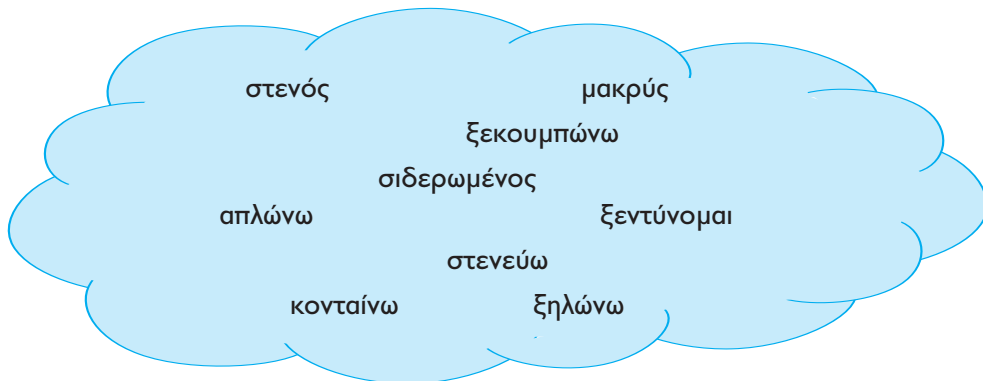 στενός μακρύς
ξεκουμπώνω
σιδερωμένος
απλώνω ξεντύνομαι
στενεύω
κονταίνω ξηλώνω